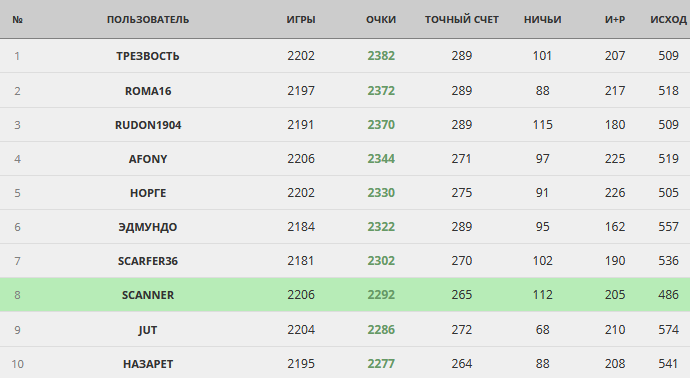 № ПОЛЬЗОВАТЕЛЬ ИГРЫ ОЧКИ ТОЧНЫЙ СЧЕТ НИЧЬИ И+Р ИСХОД
1 ТРЕЗВОСТЬ 2202 2382 289 101 207 509
2 ROMA16 2197 2372 289 88 217 518
3 RUDON1904 2191 2370 289 115 180 509
4 AFONY 2206 2344 271 97 225 519
5 НОРГЕ 2202 2330 275 91 226 505
6 ЭДМУНДО 2184 2322 289 95 162 557
7 SCARFER36 2181 2302 270 102 190 536
8 SCANNER 2206 2292 265 112 205 486
9 JUT 2204 2286 272 68 210 574
10 НАЗАРЕТ 2195 2277 264 88 208 541